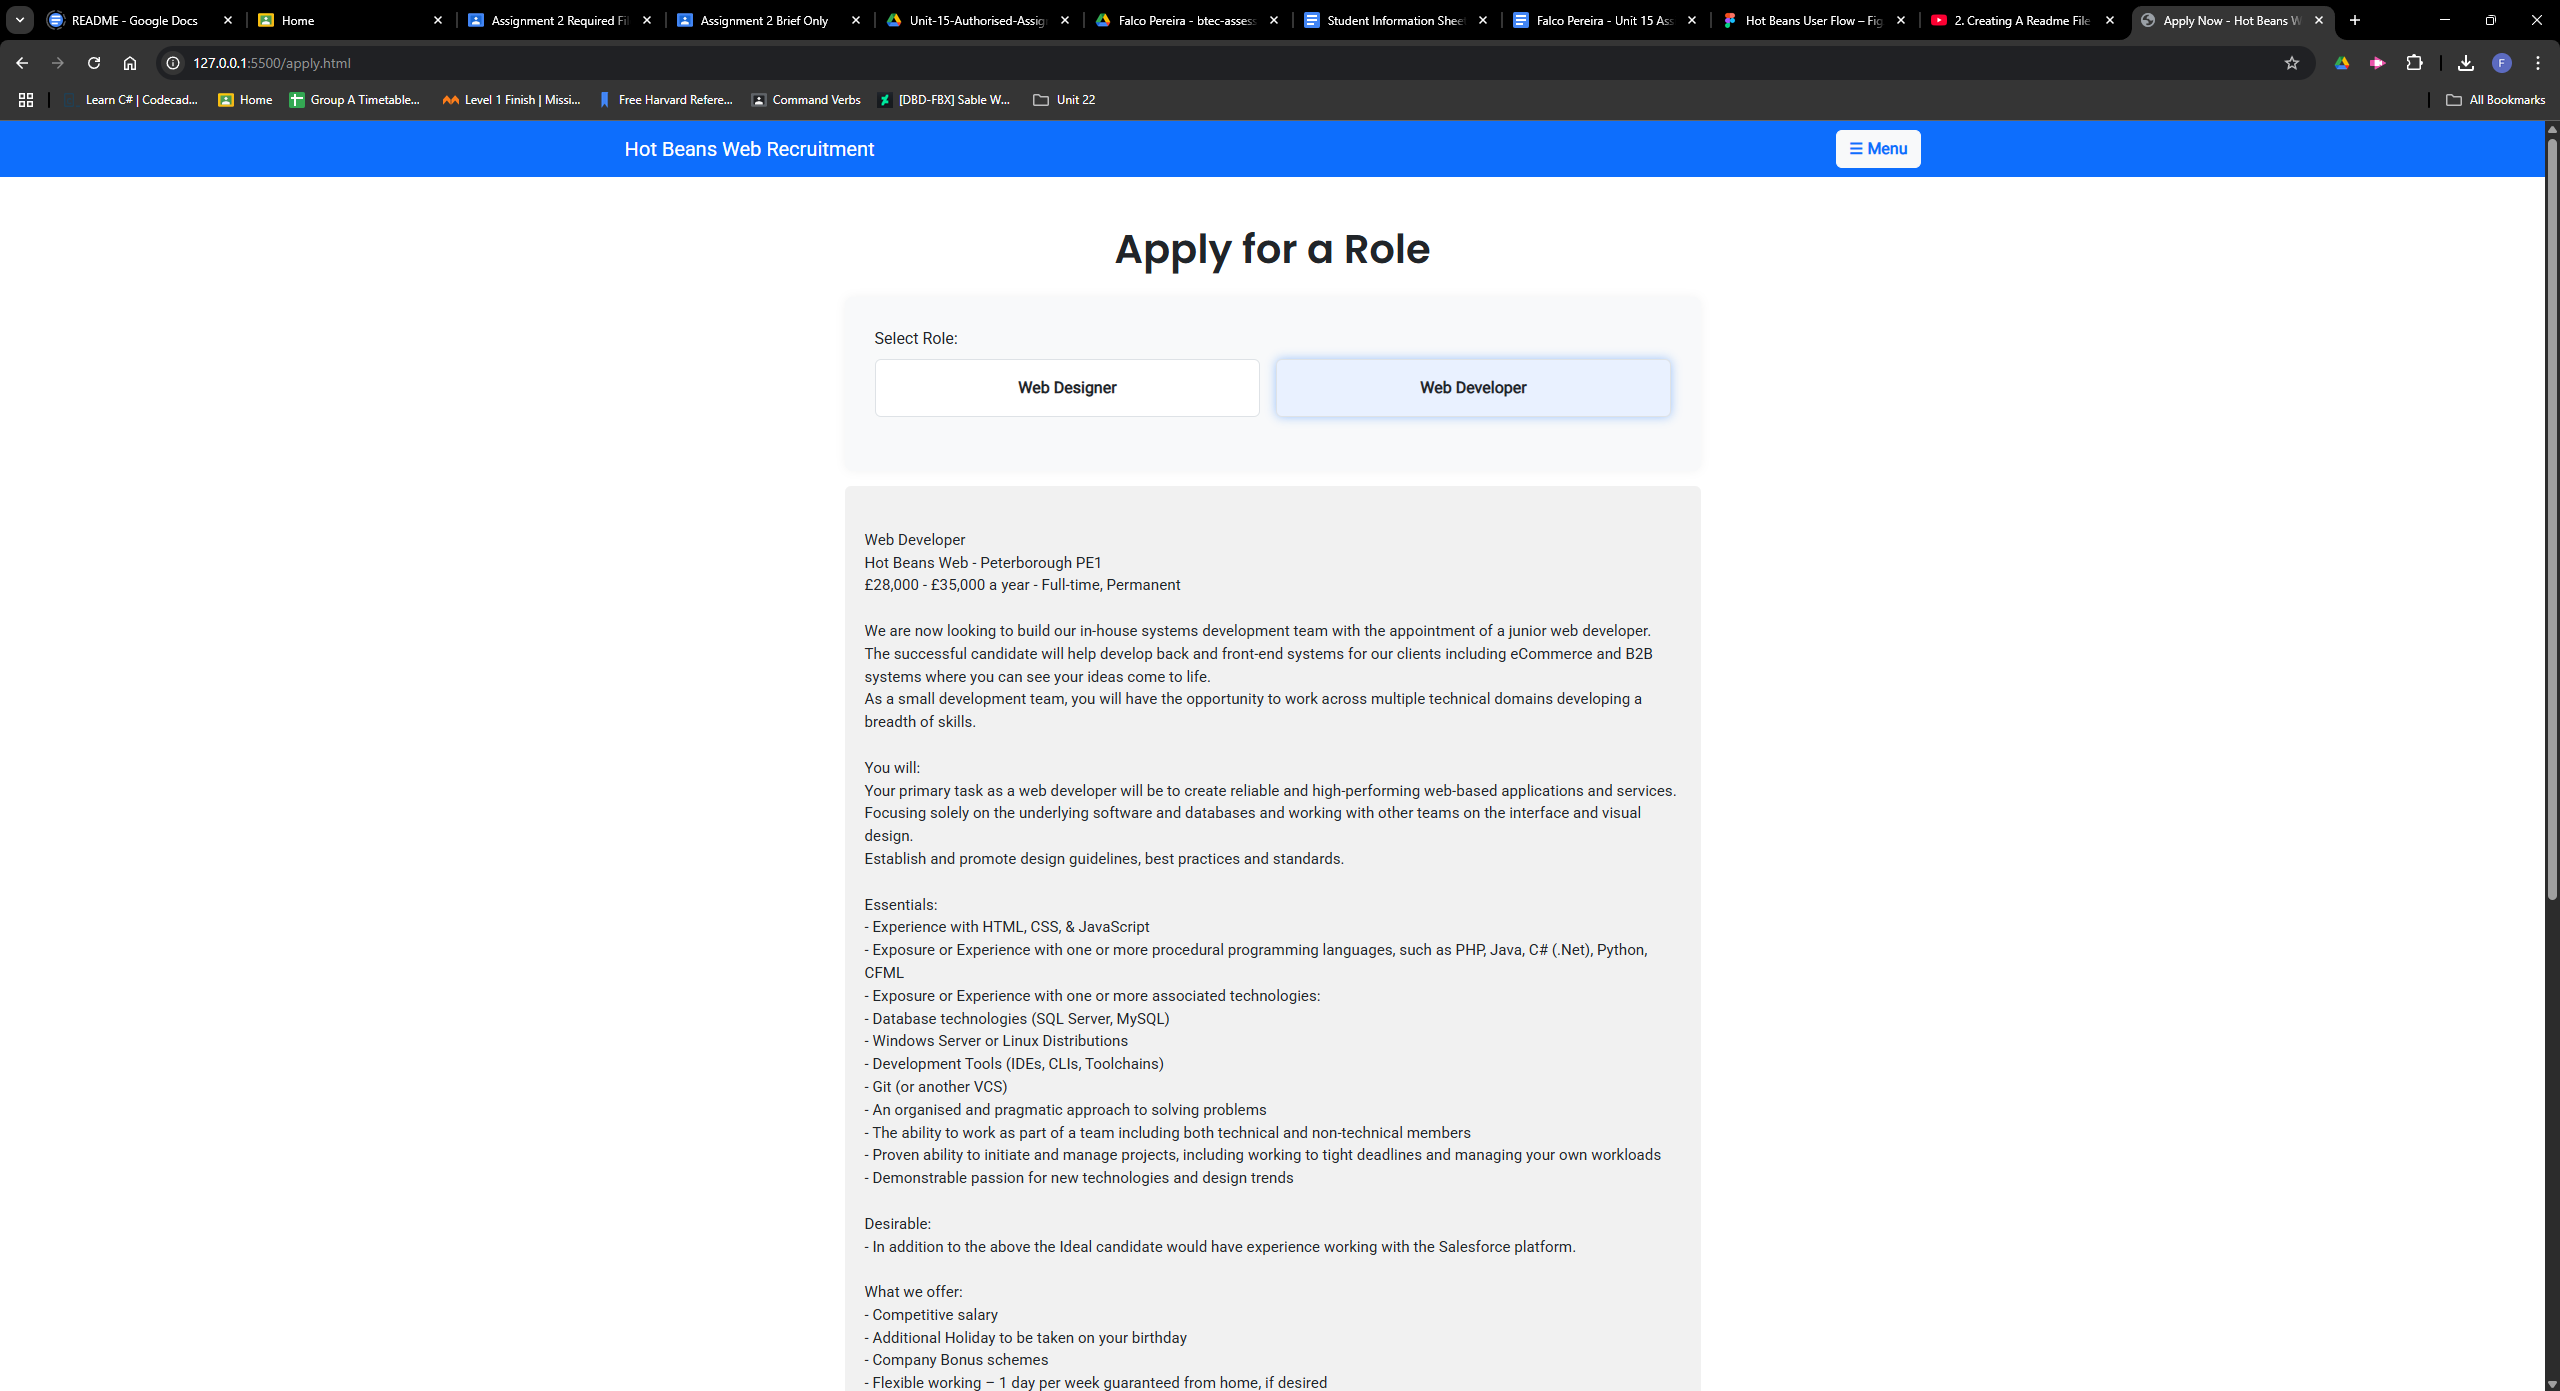 README - Google Docs
Home
Assignment 2 Required Fil
Assignment 2 Brief Only
Unit-15-Authorised-Assig
Falco Pereira - btec-assess
Student Information Sheet
Falco Pereira - Unit 15 Ass
Hot Beans User Flow – Fig
2. Creating A Readme File
Apply Now - Hot Beans W
127.0.0.1:5500/apply.html
F
Learn C# | Codecad...
Home
Group A Timetable...
Level 1 Finish | Missi...
Free Harvard Refere...
Command Verbs
[DBD-FBX] Sable W...
Unit 22
All Bookmarks
Hot Beans Web Recruitment
☰ Menu
Apply for a Role
Select Role:
Web Designer
Web Developer
Web Developer
Hot Beans Web - Peterborough PE1
£28,000 - £35,000 a year - Full-time, Permanent
We are now looking to build our in-house systems development team with the appointment of a junior web developer.
The successful candidate will help develop back and front-end systems for our clients including eCommerce and B2B
systems where you can see your ideas come to life.
As a small development team, you will have the opportunity to work across multiple technical domains developing a
breadth of skills.
You will:
Your primary task as a web developer will be to create reliable and high-performing web-based applications and services.
Focusing solely on the underlying software and databases and working with other teams on the interface and visual
design.
Establish and promote design guidelines, best practices and standards.
Essentials:
- Experience with HTML, CSS, & JavaScript
- Exposure or Experience with one or more procedural programming languages, such as PHP, Java, C# (.Net), Python,
CFML
- Exposure or Experience with one or more associated technologies:
- Database technologies (SQL Server, MySQL)
- Windows Server or Linux Distributions
- Development Tools (IDEs, CLIs, Toolchains)
- Git (or another VCS)
- An organised and pragmatic approach to solving problems
- The ability to work as part of a team including both technical and non-technical members
- Proven ability to initiate and manage projects, including working to tight deadlines and managing your own workloads
- Demonstrable passion for new technologies and design trends
Desirable:
- In addition to the above the Ideal candidate would have experience working with the Salesforce platform.
What we offer:
- Competitive salary
- Additional Holiday to be taken on your birthday
- Company Bonus schemes
- Flexible working – 1 day per week guaranteed from home, if desired